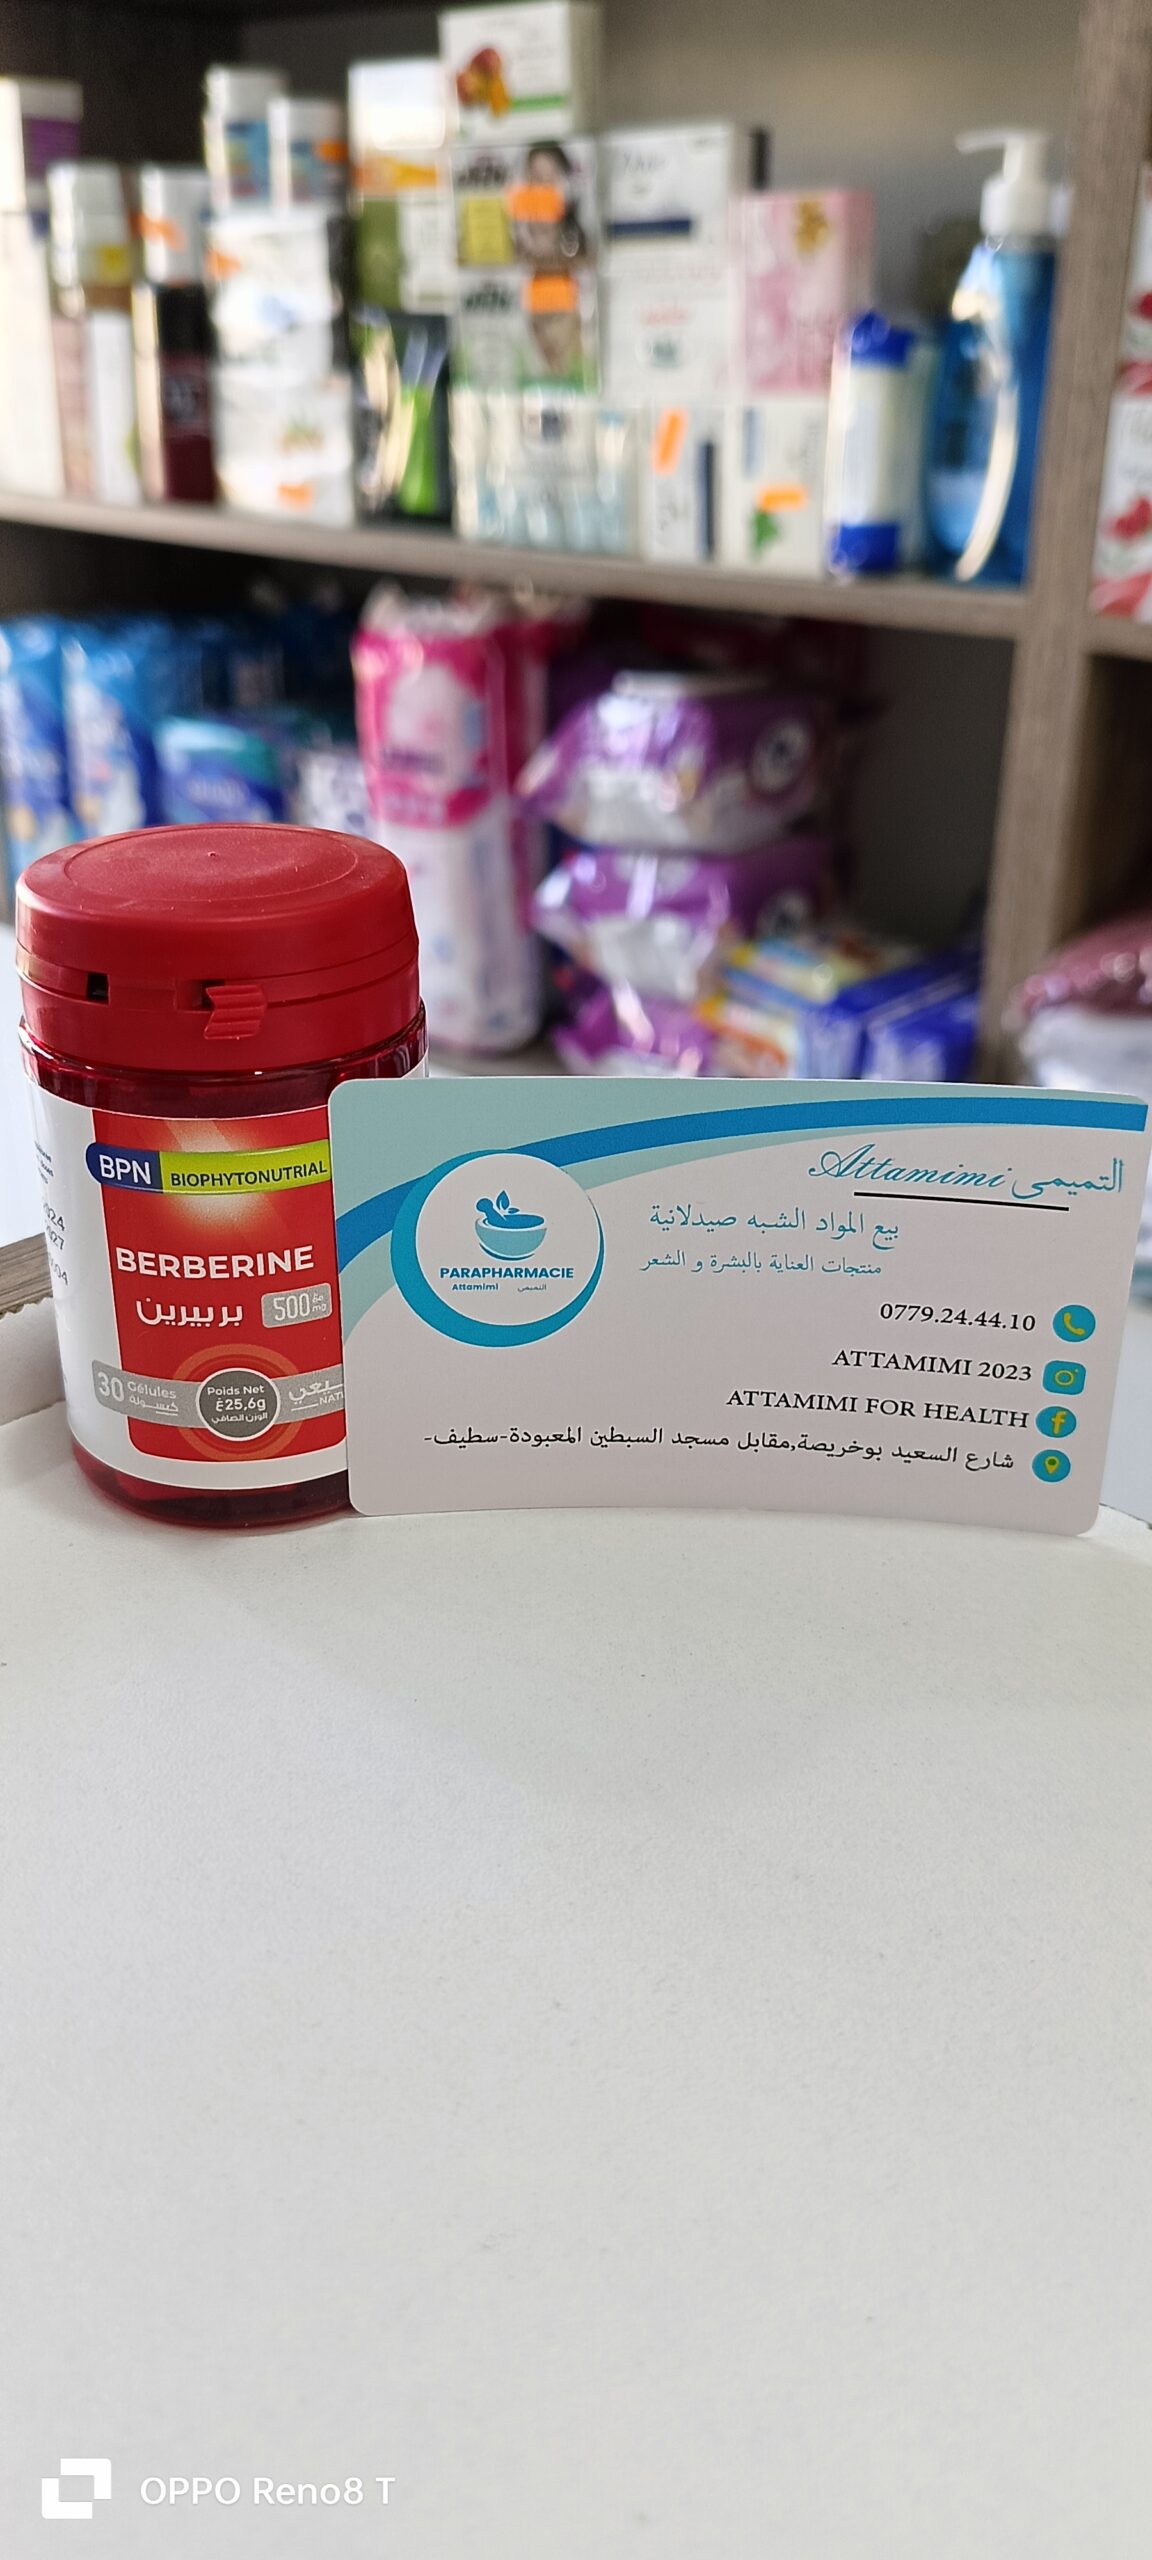 BPN BIOPHYTONUTRIAL
BERBERINE
بربيرين 500 مغ mg
30 Gélules كبسولة
Poids Net
25,6g غ
الوزن الصافي
Attamimi التميمي
بيع المواد الشبه صيدلانية
منتجات العناية بالبشرة و الشعر
PARAPHARMACIE
Attamimi التميمي
0779.24.44.10
ATTAMIMI 2023
ATTAMIMI FOR HEALTH
شارع السعيد بوخريصة,مقابل مسجد السبطين المعبودة-سطيف-
OPPO Reno8 T